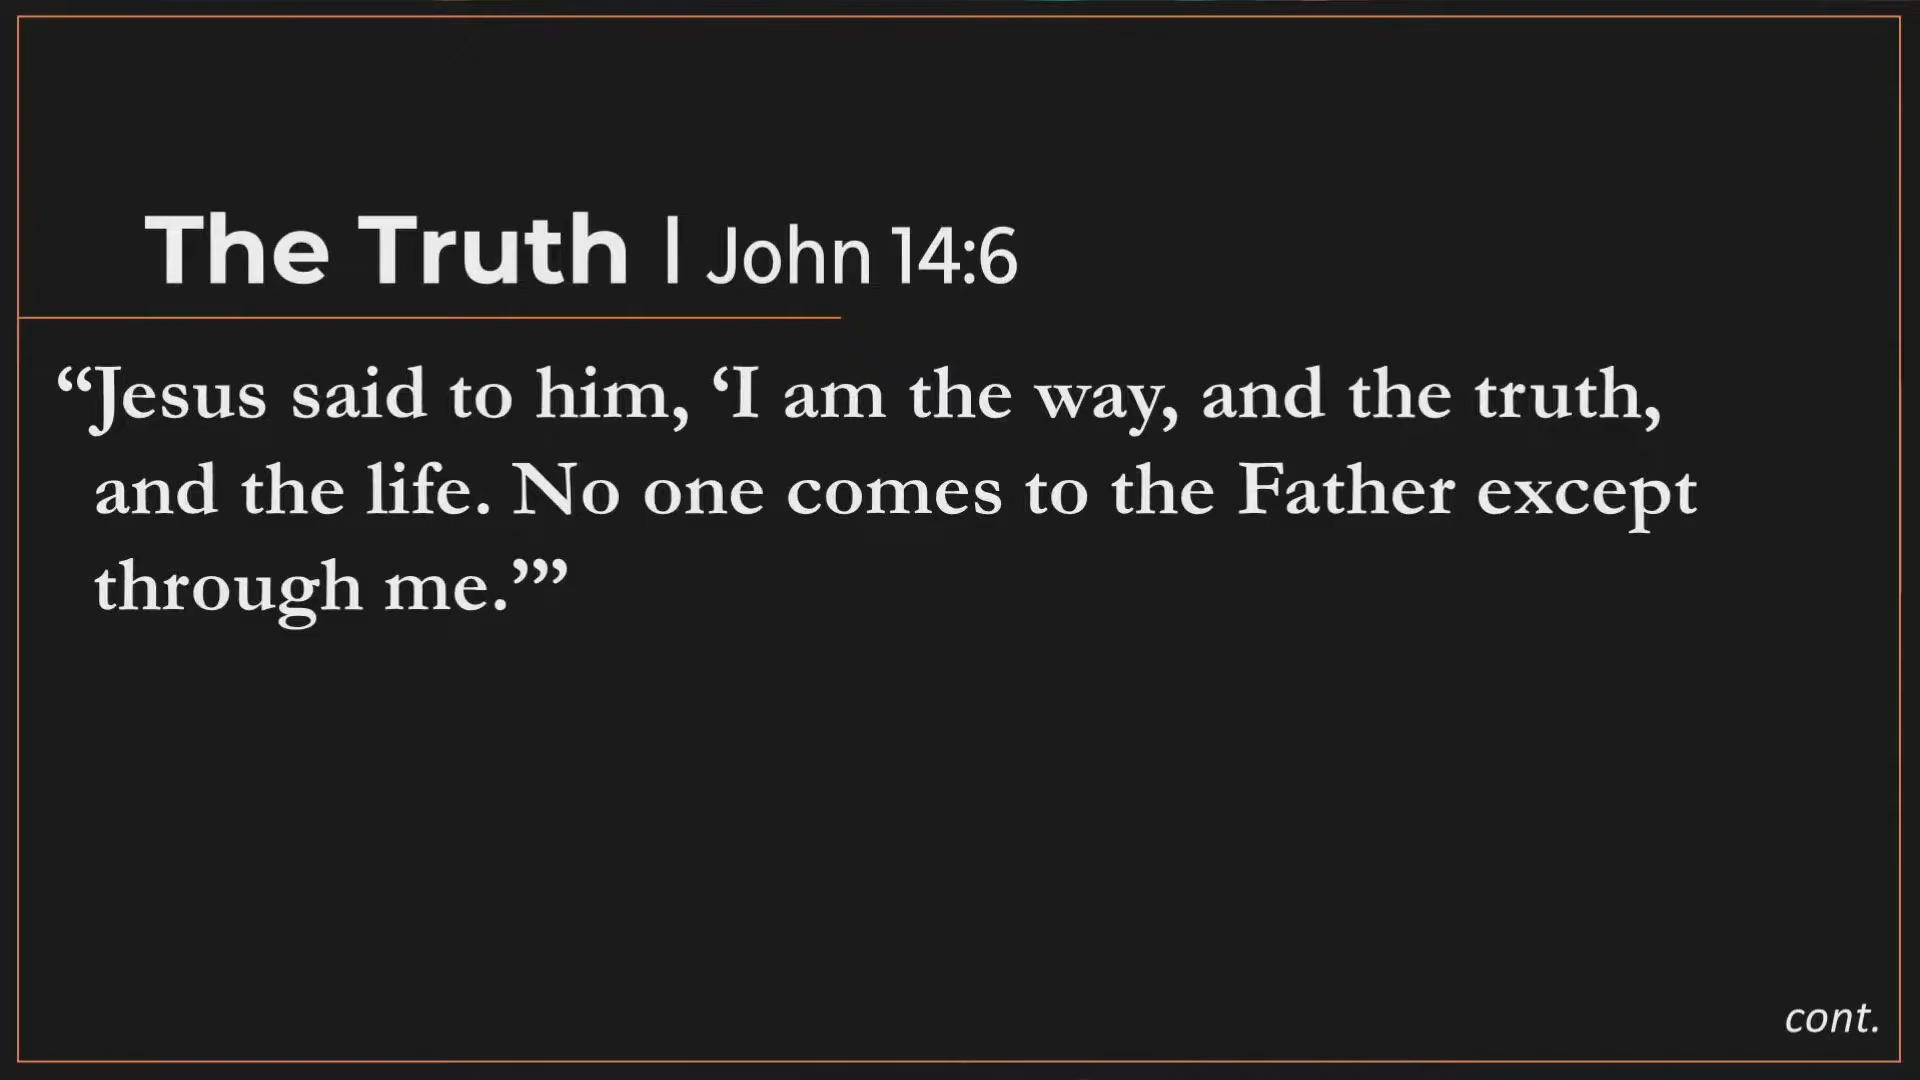 The Truth | John 14:6
“Jesus said to him, ‘I am the way, and the truth,
and the life. No one comes to the Father except
through me.’”
cont.